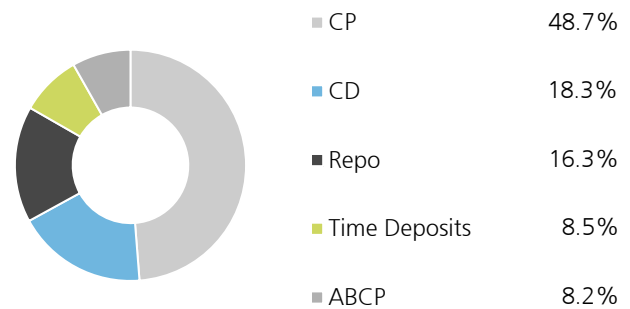 CP 48.7%
CD 18.3%
Repo 16.3%
Time Deposits 8.5%
ABCP 8.2%